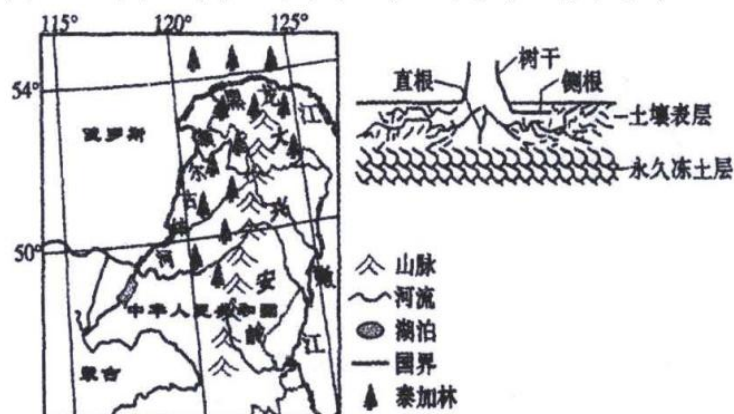 115° 120° 125°
54°
50°
俄罗斯
黑龙江
额尔古纳河
大兴安岭
嫩江
中华人民共和国
蒙古
直根
树干
侧根
土壤表层
永久冻土层
山脉
河流
湖泊
国界
泰加林